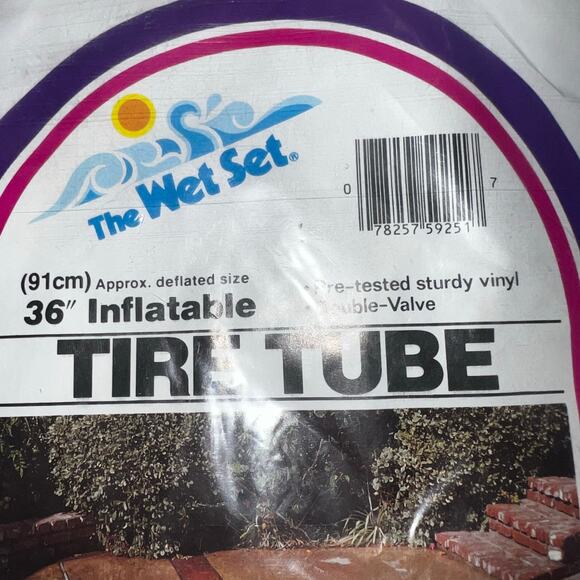 The Wet Set®
0 78257 59251 7
(91cm) Approx. deflated size
36" Inflatable
• Pre-tested sturdy vinyl
• Double-Valve
TIRE TUBE